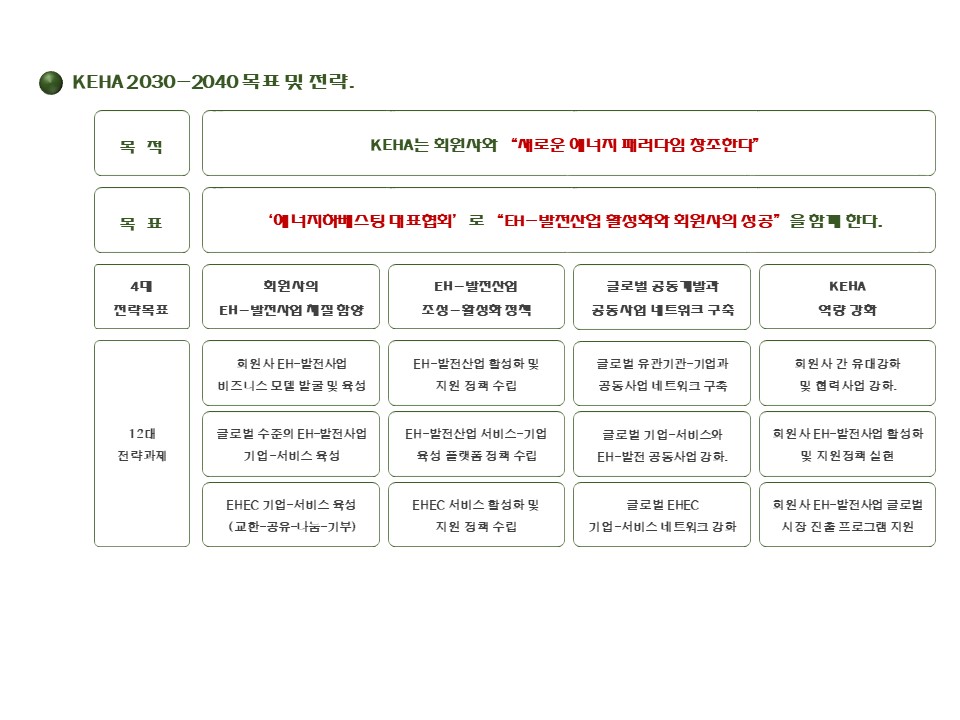 KEHA 2030-2040 목표 및 전략.
목 적
KEHA는 회원사와 “새로운 에너지 패러다임 창조한다”
목 표
‘에너지하베스팅 대표협회’로 “EH-발전산업 활성화와 회원사의 성공”을 함께 한다.
4대
전략목표
회원사의
EH-발전사업 체질 함양
EH-발전산업
조성-활성화 정책
글로벌 공동개발과
공동사업 네트워크 구축
KEHA
역량 강화
12대
전략과제
회원사 EH-발전사업
비즈니스 모델 발굴 및 육성
EH-발전산업 활성화 및
지원 정책 수립
글로벌 유관기관-기업과
공동사업 네트워크 구축
회원사 간 유대강화
및 협력사업 강화.
글로벌 수준의 EH-발전사업
기업-서비스 육성
EH-발전산업 서비스-기업
육성 플랫폼 정책 수립
글로벌 기업-서비스와
EH-발전 공동사업 강화.
회원사 EH-발전사업 활성화
및 지원정책 실현
EHEC 기업-서비스 육성
(교환-공유-나눔-기부)
EHEC 서비스 활성화 및
지원 정책 수립
글로벌 EHEC
기업-서비스 네트워크 강화
회원사 EH-발전사업 글로벌
시장 진출 프로그램 지원